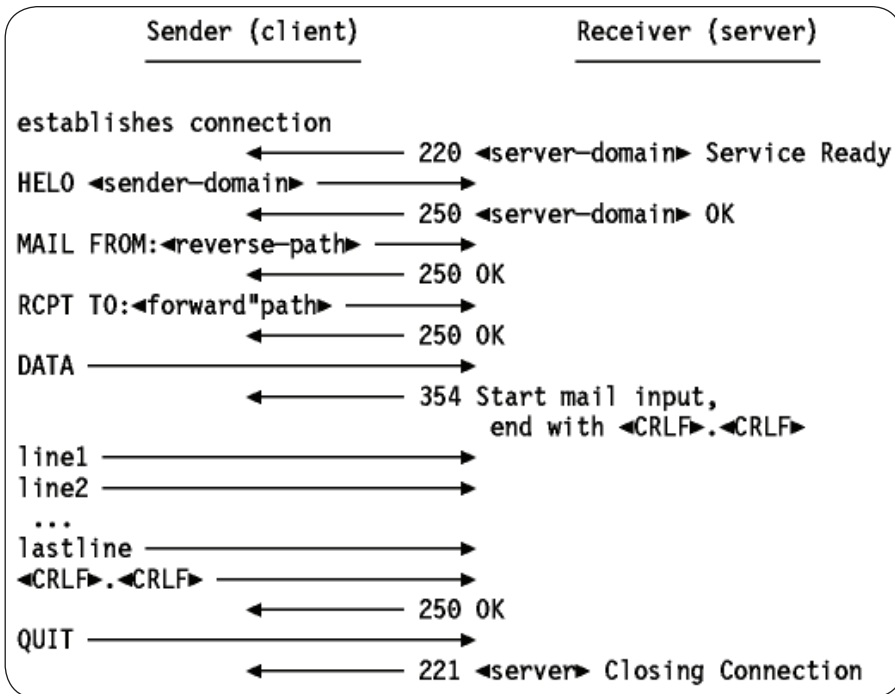 Sender (client) Receiver (server)
establishes connection
220 ◄server—domain► Service Ready
HELO ◄sender—domain►
250 ◄server—domain► OK
MAIL FROM:◄reverse—path►
250 OK
RCPT TO:◄forward"path►
250 OK
DATA
354 Start mail input,
end with ◄CRLF►.◄CRLF►
line1
line2
...
lastline
◄CRLF►.◄CRLF►
250 OK
QUIT
221 ◄server► Closing Connection